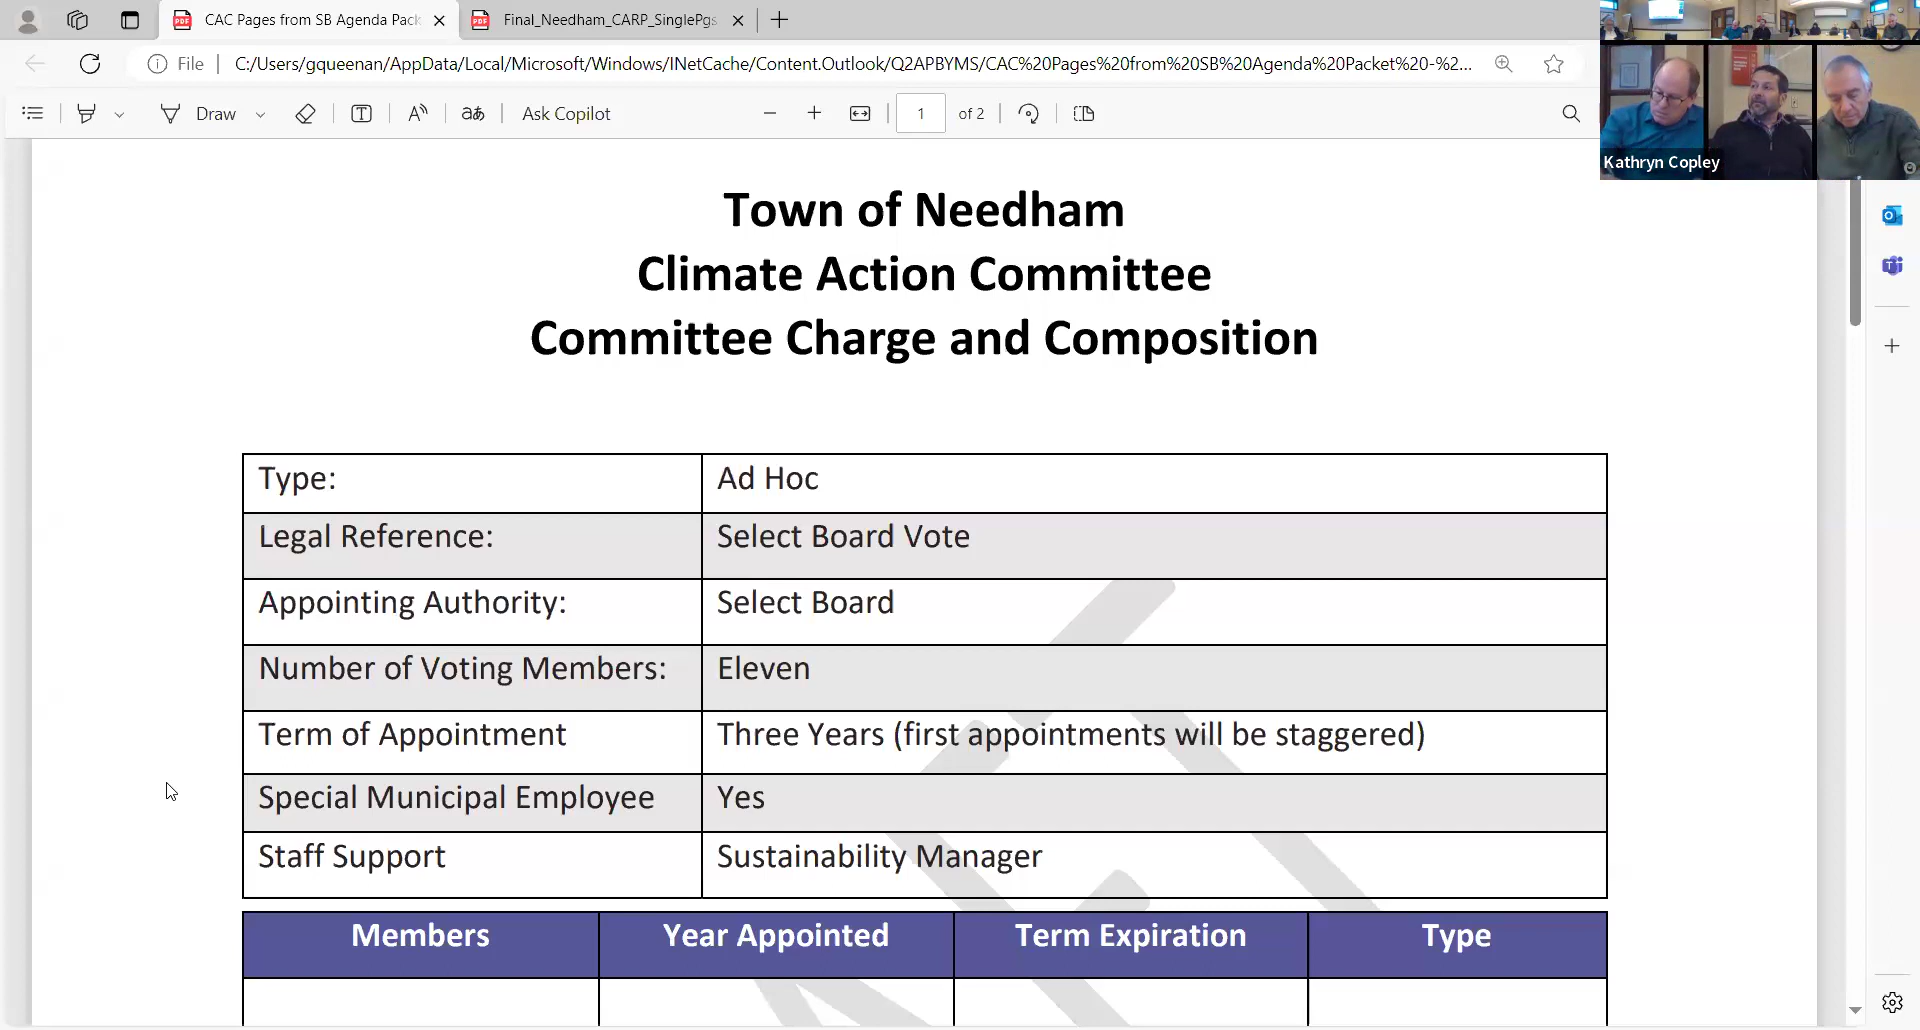 CAC Pages from SB Agenda Pack
Final_Needham_CARP_SinglePgs
File
C:/Users/gqueenan/AppData/Local/Microsoft/Windows/INetCache/Content.Outlook/Q2APBYMS/CAC%20Pages%20from%20SB%20Agenda%20Packet%20-%2...
Draw
Ask Copilot
1 of 2
Kathryn Copley
Town of Needham
Climate Action Committee
Committee Charge and Composition
Type: Ad Hoc
Legal Reference: Select Board Vote
Appointing Authority: Select Board
Number of Voting Members: Eleven
Term of Appointment Three Years (first appointments will be staggered)
Special Municipal Employee Yes
Staff Support Sustainability Manager
Members Year Appointed Term Expiration Type